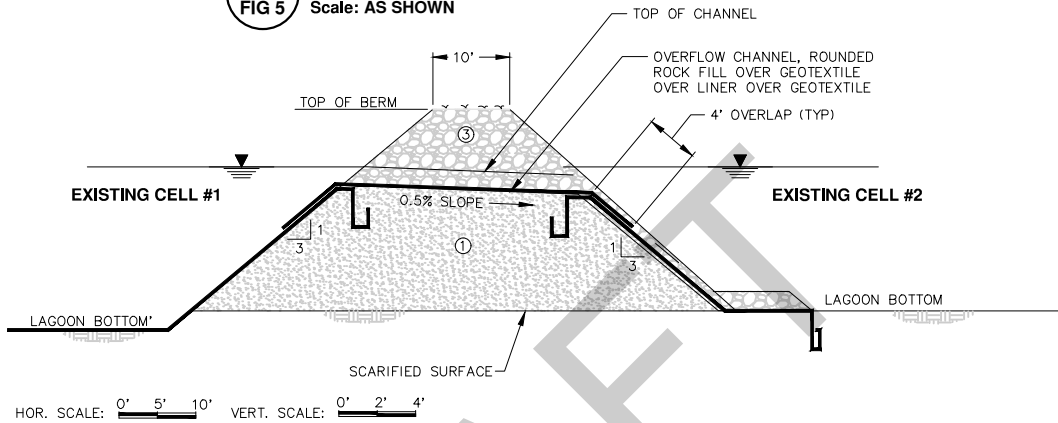 FIG 5
Scale: AS SHOWN
TOP OF CHANNEL
10'
OVERFLOW CHANNEL, ROUNDED
ROCK FILL OVER GEOTEXTILE
OVER LINER OVER GEOTEXTILE
TOP OF BERM
4' OVERLAP (TYP)
3
EXISTING CELL #1
EXISTING CELL #2
0.5% SLOPE
1
3
1
1
3
LAGOON BOTTOM'
LAGOON BOTTOM
SCARIFIED SURFACE
HOR. SCALE: 0' 5' 10' VERT. SCALE: 0' 2' 4'